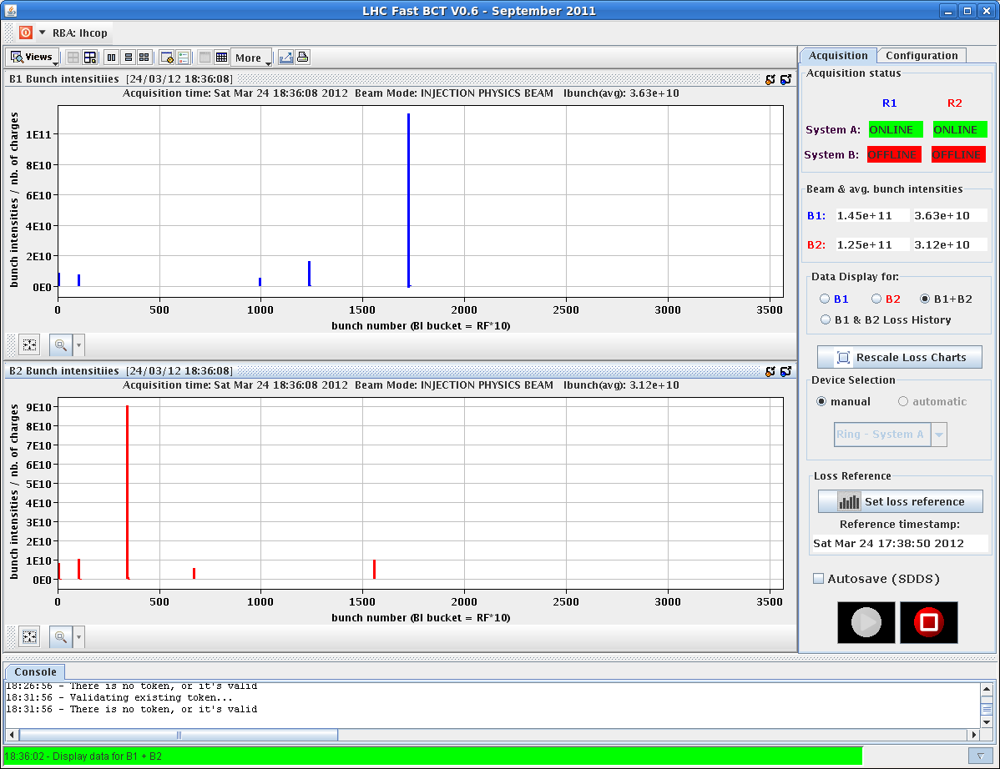 LHC Fast BCT V0.6 - September 2011
RBA: lhcop
Views
More
B1 Bunch intensitiies [24/03/12 18:36:08]
Acquisition time: Sat Mar 24 18:36:08 2012 Beam Mode: INJECTION PHYSICS BEAM Ibunch(avg): 3.63e+10
bunch intensities / nb. of charges
1E11
8E10
6E10
4E10
2E10
0E0
0 500 1000 1500 2000 2500 3000 3500
bunch number (BI bucket = RF*10)
B2 Bunch intensitiies [24/03/12 18:36:08]
Acquisition time: Sat Mar 24 18:36:08 2012 Beam Mode: INJECTION PHYSICS BEAM Ibunch(avg): 3.12e+10
bunch intensities / nb. of charges
9E10
8E10
7E10
6E10
5E10
4E10
3E10
2E10
1E10
0E0
0 500 1000 1500 2000 2500 3000 3500
bunch number (BI bucket = RF*10)
Acquisition Configuration
Acquisition status
R1 R2
System A: ONLINE ONLINE
System B: OFFLINE OFFLINE
Beam & avg. bunch intensities
B1: 1.45e+11 3.63e+10
B2: 1.25e+11 3.12e+10
Data Display for:
B1 B2 B1+B2
B1 & B2 Loss History
Rescale Loss Charts
Device Selection
manual automatic
Ring - System A
Loss Reference
Set loss reference
Reference timestamp:
Sat Mar 24 17:38:50 2012
Autosave (SDDS)
Console
18:26:56 - There is no token, or it's valid
18:31:56 - Validating existing token...
18:31:56 - There is no token, or it's valid
18:36:02 - Display data for B1 + B2